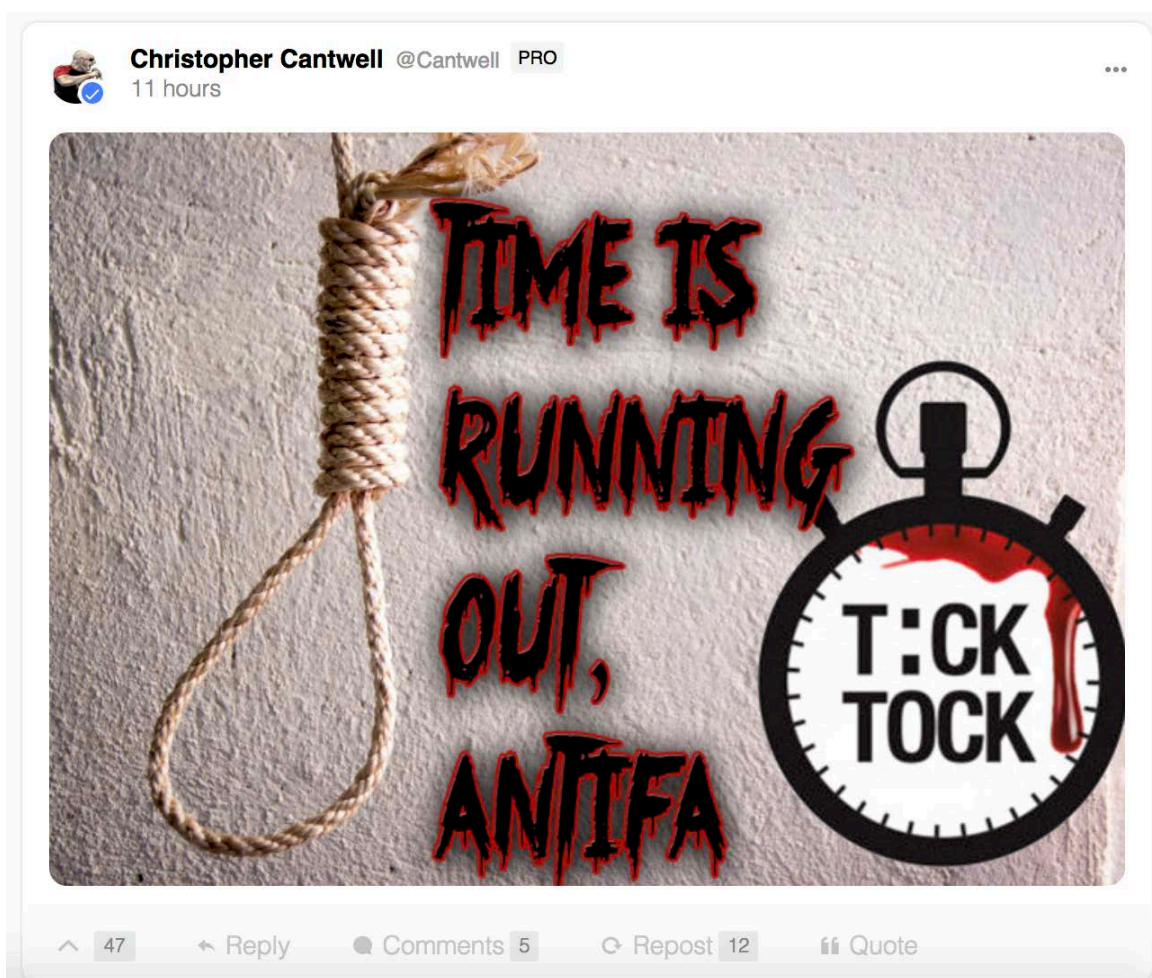 Christopher Cantwell @Cantwell PRO
11 hours
TIME IS
RUNNING
OUT,
ANTIFA
T:CK
TOCK
47 Reply Comments 5 Repost 12 Quote